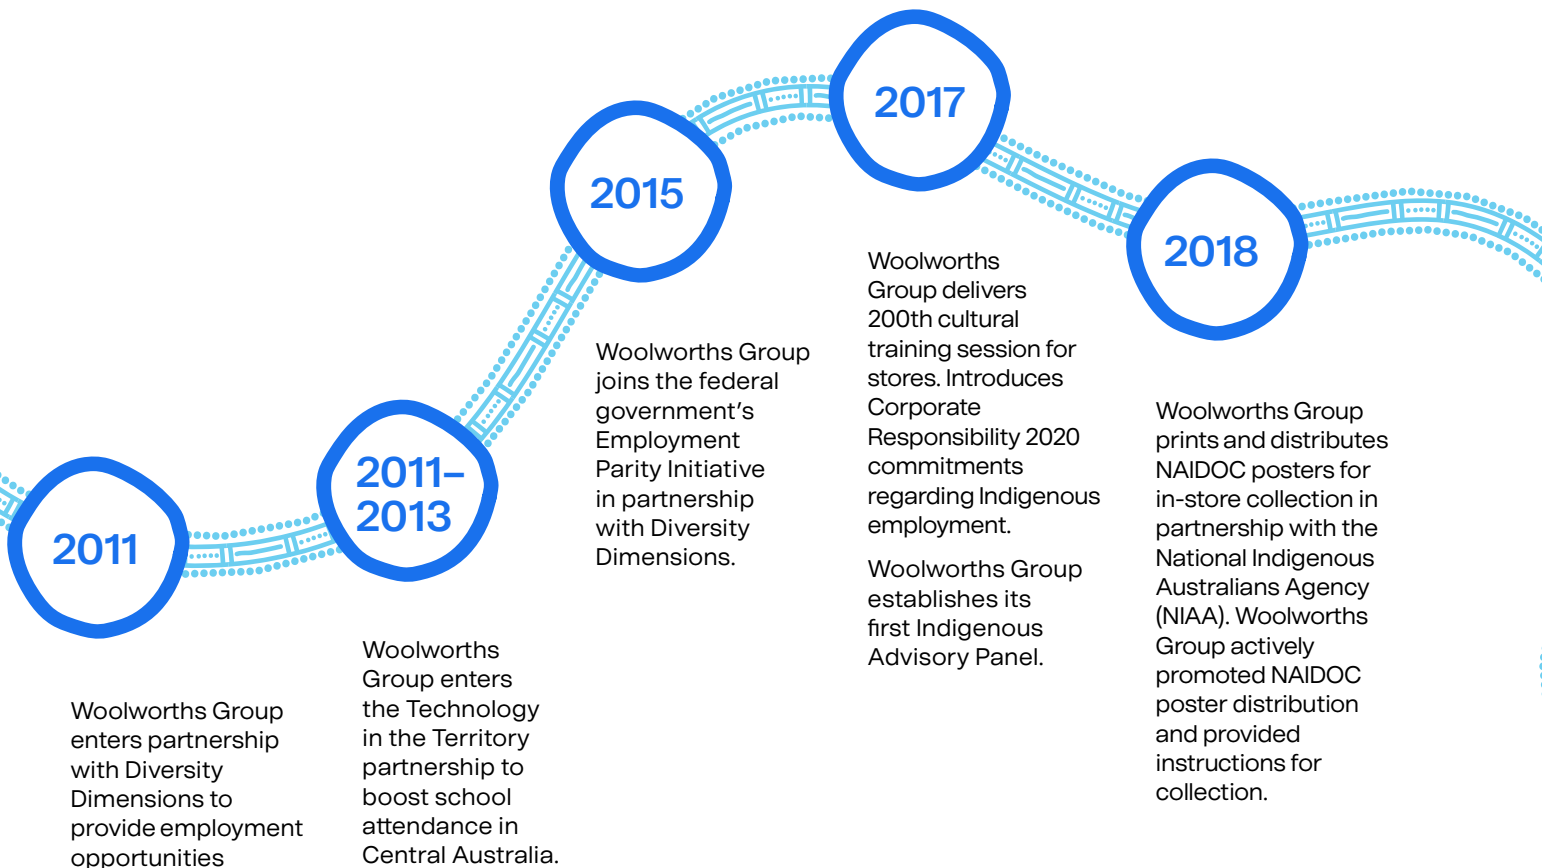 2011
Woolworths Group
enters partnership
with Diversity
Dimensions to
provide employment
opportunities
2011–
2013
Woolworths
Group enters
the Technology
in the Territory
partnership to
boost school
attendance in
Central Australia.
2015
Woolworths Group
joins the federal
government's
Employment
Parity Initiative
in partnership
with Diversity
Dimensions.
2017
Woolworths
Group delivers
200th cultural
training session for
stores. Introduces
Corporate
Responsibility 2020
commitments
regarding Indigenous
employment.
Woolworths Group
establishes its
first Indigenous
Advisory Panel.
2018
Woolworths Group
prints and distributes
NAIDOC posters for
in-store collection in
partnership with the
National Indigenous
Australians Agency
(NIAA). Woolworths
Group actively
promoted NAIDOC
poster distribution
and provided
instructions for
collection.